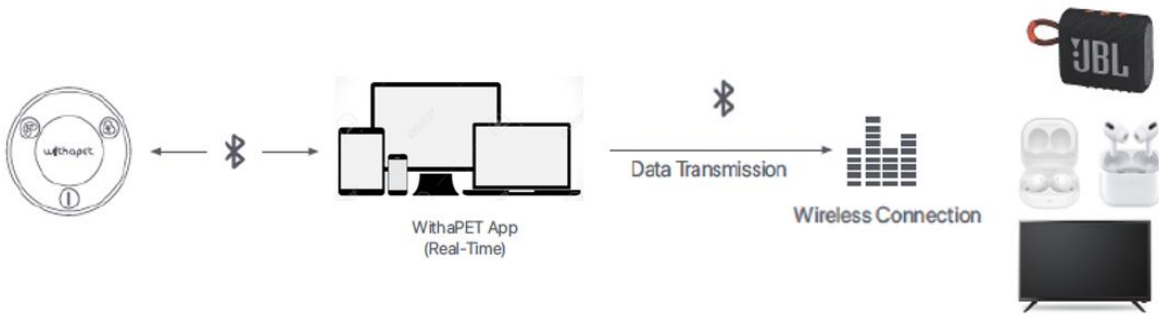 withapet
WithaPET App
(Real-Time)
Data Transmission
Wireless Connection
JBL